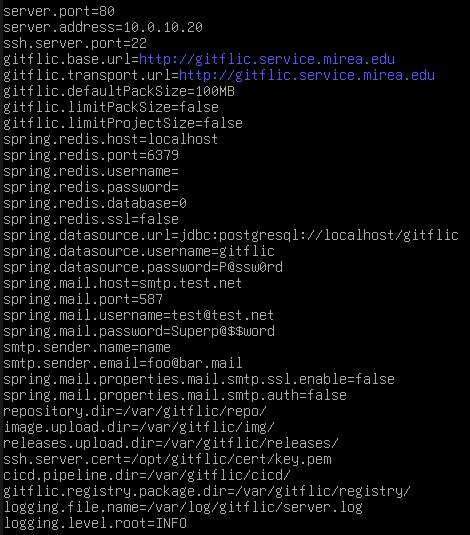 server.port=80
server.address=10.0.10.20
ssh.server.port=22
gitflic.base.url=http://gitflic.service.mirea.edu
gitflic.transport.url=http://gitflic.service.mirea.edu
gitflic.defaultPackSize=100MB
gitflic.limitPackSize=false
gitflic.limitProjectSize=false
spring.redis.host=localhost
spring.redis.port=6379
spring.redis.username=
spring.redis.password=
spring.redis.database=0
spring.redis.ssl=false
spring.datasource.url=jdbc:postgresql://localhost/gitflic
spring.datasource.username=gitflic
spring.datasource.password=P@ssw0rd
spring.mail.host=smtp.test.net
spring.mail.port=587
spring.mail.username=test@test.net
spring.mail.password=Superp@$$word
smtp.sender.name=name
smtp.sender.email=foo@bar.mail
spring.mail.properties.mail.smtp.ssl.enable=false
spring.mail.properties.mail.smtp.auth=false
repository.dir=/var/gitflic/repo/
image.upload.dir=/var/gitflic/img/
releases.upload.dir=/var/gitflic/releases/
ssh.server.cert=/opt/gitflic/cert/key.pem
cicd.pipeline.dir=/var/gitflic/cicd/
gitflic.registry.package.dir=/var/gitflic/registry/
logging.file.name=/var/log/gitflic/server.log
logging.level.root=INFO